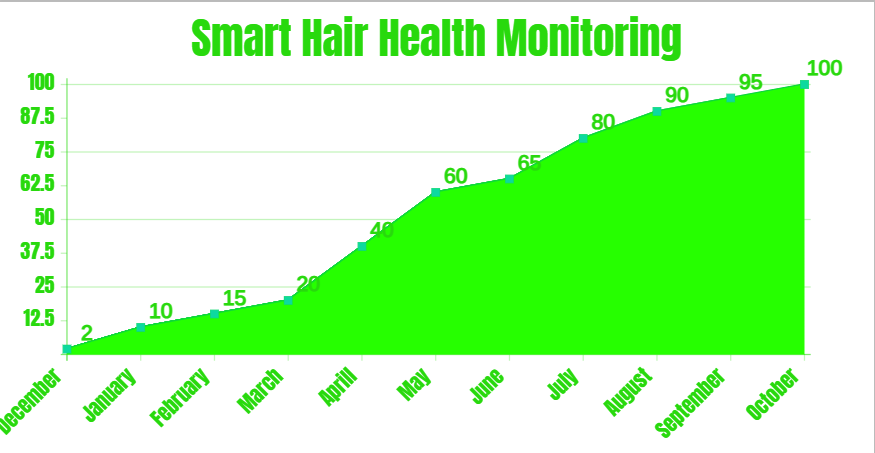 Smart Hair Health Monitoring
100
87.5
75
62.5
50
37.5
25
12.5
2
10
15
20
40
60
65
80
90
95
100
December
January
February
March
Aprill
May
June
July
August
September
October